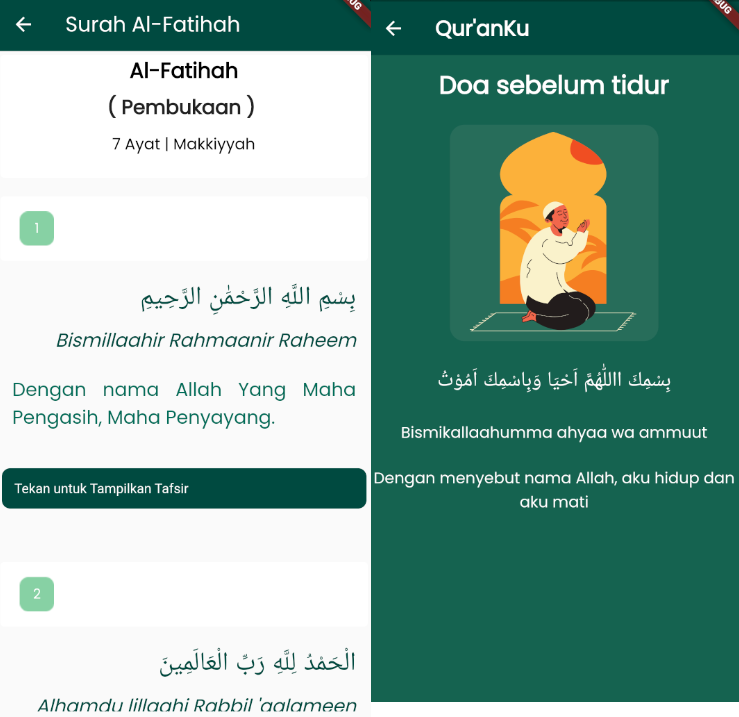 Surah Al-Fatihah
Al-Fatihah
( Pembukaan )
7 Ayat | Makkiyyah
1
بِسْمِ اللَّهِ الرَّحْمَٰنِ الرَّحِيمِ
Bismillaahir Rahmaanir Raheem
Dengan nama Allah Yang Maha
Pengasih, Maha Penyayang.
Tekan untuk Tampilkan Tafsir
2
الْحَمْدُ لِلَّهِ رَبِّ الْعَالَمِينَ
Alhamdu lillaahi Rabbil 'aalameen
Qur'anKu
Doa sebelum tidur
بِسْمِكَ االلّٰهُمَّ اَحْيَا وَبِاسْمِكَ اَمُوْتُ
Bismikallaahumma ahyaa wa ammuut
Dengan menyebut nama Allah, aku hidup dan
aku mati